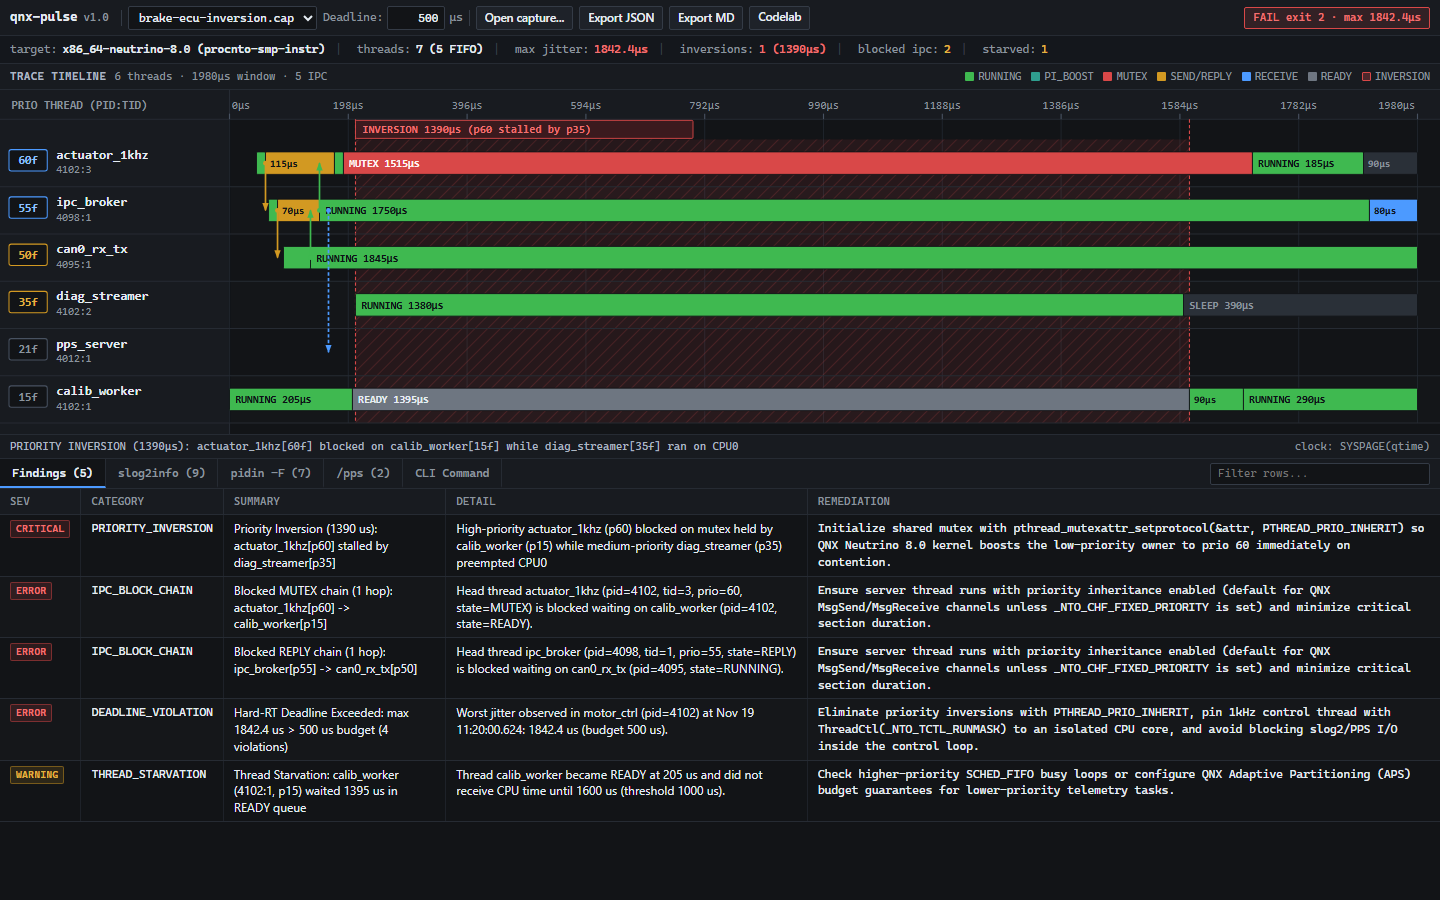 qnx-pulse v1.0 brake-ecu-inversion.cap Deadline: 500 µs Open capture... Export JSON Export MD Codelab FAIL exit 2 · max 1842.4µs
target: x86_64-neutrino-8.0 (procnto-smp-instr) threads: 7 (5 FIFO) max jitter: 1842.4µs inversions: 1 (1390µs) blocked ipc: 2 starved: 1
TRACE TIMELINE 6 threads · 1980µs window · 5 IPC RUNNING PI_BOOST MUTEX SEND/REPLY RECEIVE READY INVERSION
PRIO THREAD (PID:TID) 0µs 198µs 396µs 594µs 792µs 990µs 1188µs 1386µs 1584µs 1782µs 1980µs
INVERSION 1390µs (p60 stalled by p35)
60f actuator_1khz 115µs MUTEX 1515µs RUNNING 185µs 90µs
4102:3
55f ipc_broker 70µs RUNNING 1750µs 80µs
4098:1
50f can0_rx_tx RUNNING 1845µs
4095:1
35f diag_streamer RUNNING 1380µs SLEEP 390µs
4102:2
21f pps_server
4012:1
15f calib_worker RUNNING 205µs READY 1395µs 90µs RUNNING 290µs
4102:1
PRIORITY INVERSION (1390µs): actuator_1khz[60f] blocked on calib_worker[15f] while diag_streamer[35f] ran on CPU0 clock: SYSPAGE(qtime)
Findings (5) slog2info (9) pidin -F (7) /pps (2) CLI Command Filter rows...
SEV CATEGORY SUMMARY DETAIL REMEDIATION
CRITICAL PRIORITY_INVERSION Priority Inversion (1390 us): High-priority actuator_1khz (p60) blocked on mutex held by Initialize shared mutex with pthread_mutexattr_setprotocol(&attr, PTHREAD_PRIO_INHERIT) so
actuator_1khz[p60] stalled by calib_worker (p15) while medium-priority diag_streamer (p35) QNX Neutrino 8.0 kernel boosts the low-priority owner to prio 60 immediately on
diag_streamer[p35] preempted CPU0 contention.
ERROR IPC_BLOCK_CHAIN Blocked MUTEX chain (1 hop): Head thread actuator_1khz (pid=4102, tid=3, prio=60, Ensure server thread runs with priority inheritance enabled (default for QNX
actuator_1khz[p60] -> state=MUTEX) is blocked waiting on calib_worker (pid=4102, MsgSend/MsgReceive channels unless _NTO_CHF_FIXED_PRIORITY is set) and minimize critical
calib_worker[p15] state=READY). section duration.
ERROR IPC_BLOCK_CHAIN Blocked REPLY chain (1 hop): Head thread ipc_broker (pid=4098, tid=1, prio=55, state=REPLY) Ensure server thread runs with priority inheritance enabled (default for QNX
ipc_broker[p55] -> can0_rx_tx[p50] is blocked waiting on can0_rx_tx (pid=4095, state=RUNNING). MsgSend/MsgReceive channels unless _NTO_CHF_FIXED_PRIORITY is set) and minimize critical
section duration.
ERROR DEADLINE_VIOLATION Hard-RT Deadline Exceeded: max Worst jitter observed in motor_ctrl (pid=4102) at Nov 19 Eliminate priority inversions with PTHREAD_PRIO_INHERIT, pin 1kHz control thread with
1842.4 us > 500 us budget (4 11:20:00.624: 1842.4 us (budget 500 us). ThreadCtl(_NTO_TCTL_RUNMASK) to an isolated CPU core, and avoid blocking slog2/PPS I/O
violations) inside the control loop.
WARNING THREAD_STARVATION Thread Starvation: calib_worker Thread calib_worker became READY at 205 us and did not Check higher-priority SCHED_FIFO busy loops or configure QNX Adaptive Partitioning (APS)
(4102:1, p15) waited 1395 us in receive CPU time until 1600 us (threshold 1000 us). budget guarantees for lower-priority telemetry tasks.
READY queue